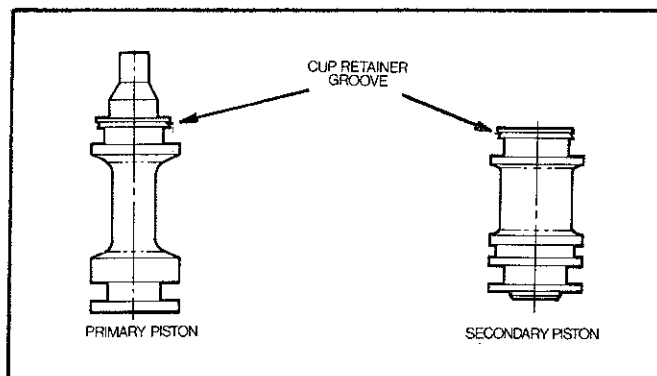 CUP RETAINER
GROOVE
PRIMARY PISTON
SECONDARY PISTON